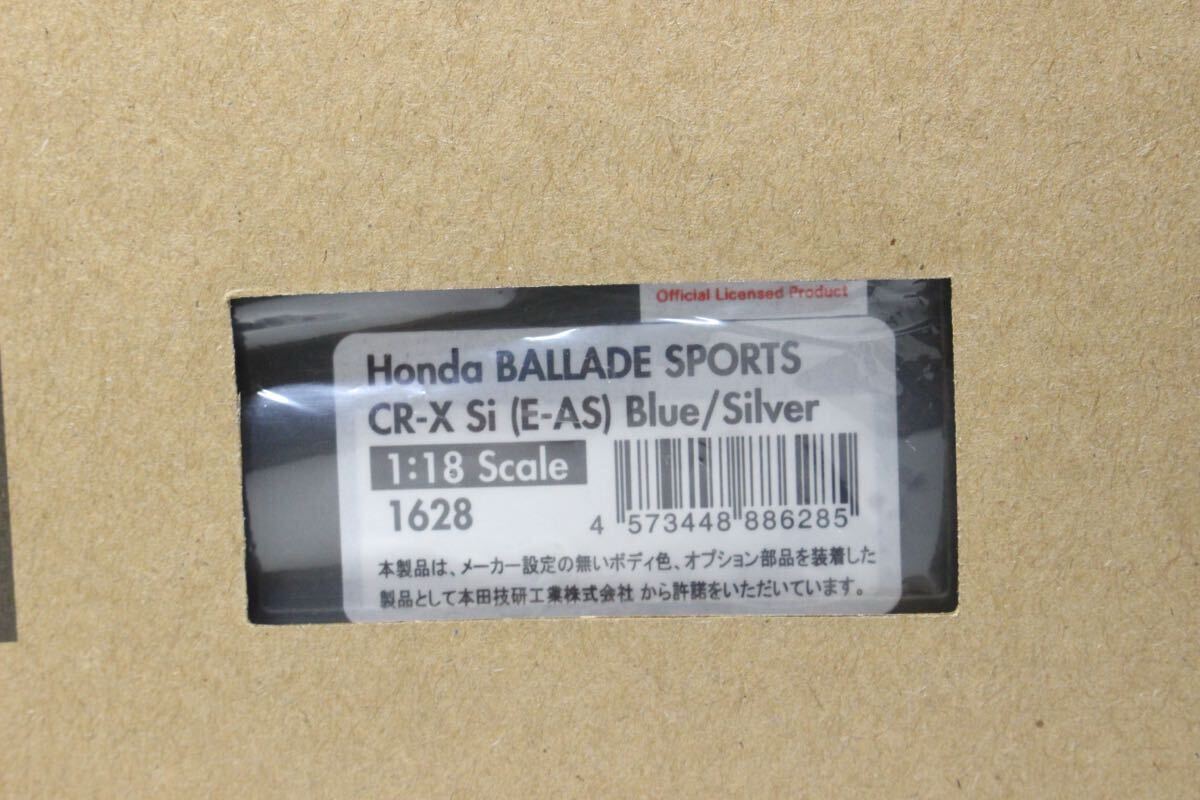 Official Licensed Product
Honda BALLADE SPORTS
CR-X Si (E-AS) Blue/Silver
1:18 Scale
1628
4 573448 886285
本製品は、メーカー設定の無いボディ色、オプション部品を装着した
製品として本田技研工業株式会社 から許諾をいただいています。